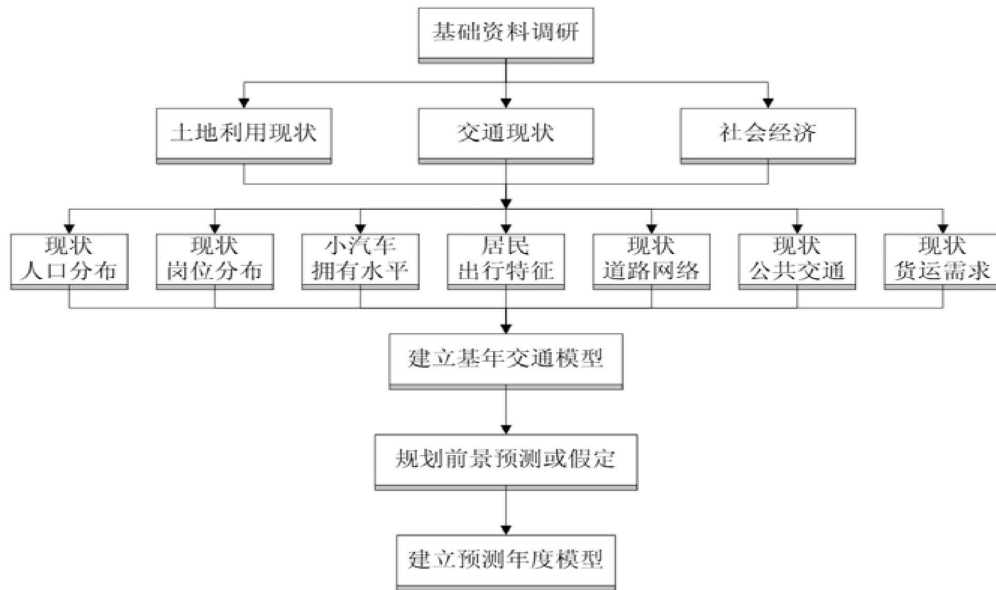 基础资料调研
土地利用现状
交通现状
社会经济
现状
人口分布
现状
岗位分布
小汽车
拥有水平
居民
出行特征
现状
道路网络
现状
公共交通
现状
货运需求
建立基年交通模型
规划前景预测或假定
建立预测年度模型